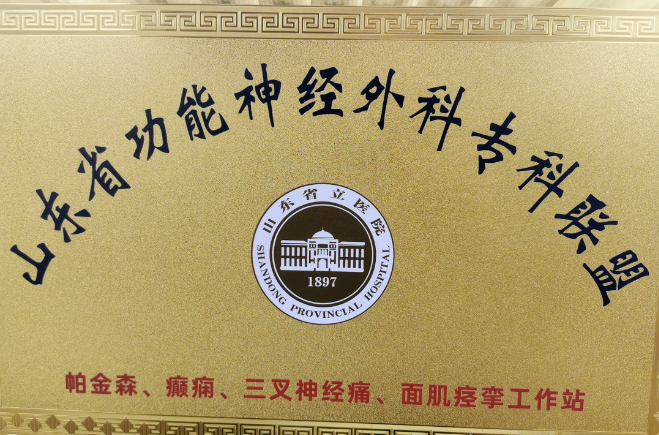 山东省功能神经外科专科联盟
山东省立医院
1897
SHANDONG PROVINCIAL HOSPITAL
帕金森、癫痫、三叉神经痛、面肌痉挛工作站